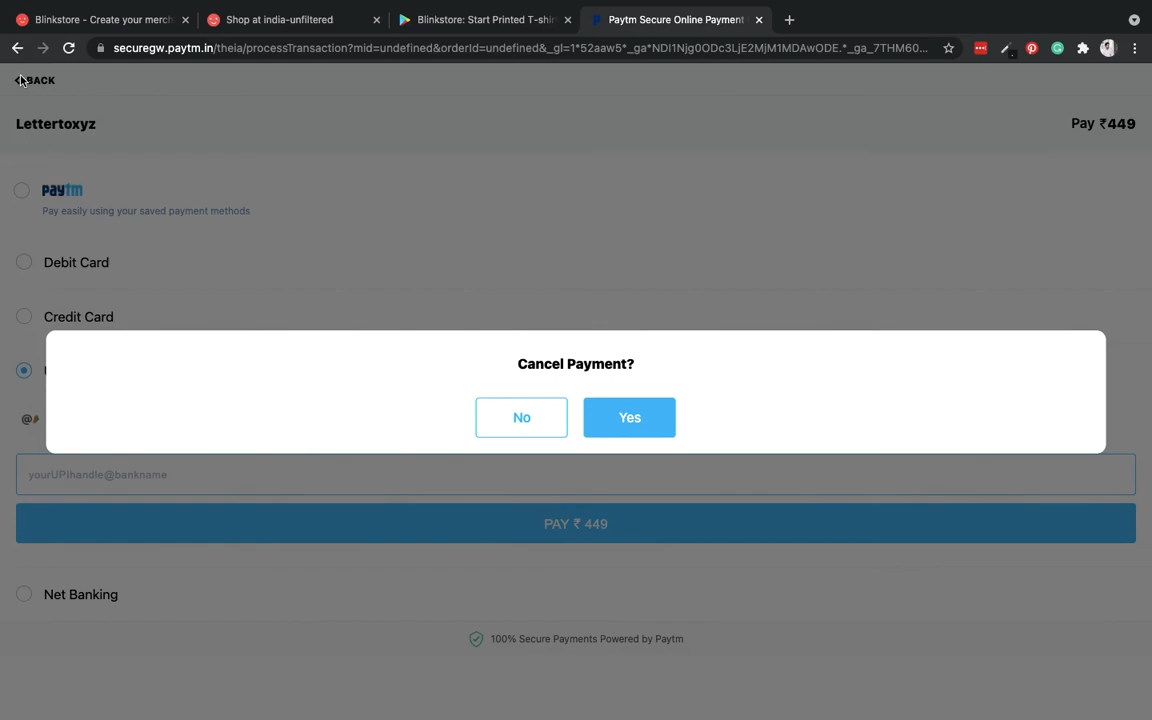 Blinkstore - Create your merch
Shop at india-unfiltered
Blinkstore: Start Printed T-shir
Paytm Secure Online Payment
securegw.paytm.in/theia/processTransaction?mid=undefined&orderId=undefined&_gl=1*52aaw5*_ga*NDI1Njg0ODc3LjE2MjM1MDAwODE.*_ga_7THM60...
BACK
Lettertoxyz
Pay ₹449
paytm
Pay easily using your saved payment methods
Debit Card
Credit Card
Cancel Payment?
No
Yes
@
yourUPIhandle@bankname
PAY ₹ 449
Net Banking
100% Secure Payments Powered by Paytm